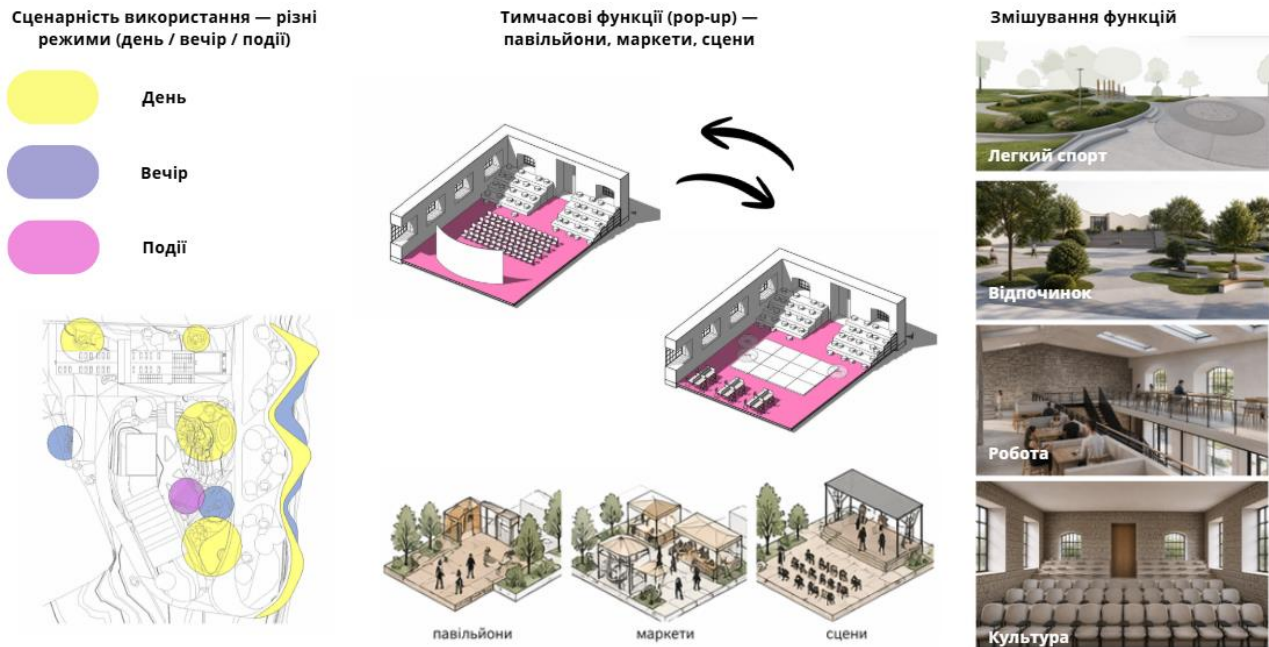 Сценарність використання — різні
режими (день / вечір / події)
День
Вечір
Події
Тимчасові функції (pop-up) —
павільйони, маркети, сцени
павільйони
маркети
сцени
Змішування функцій
Легкий спорт
Відпочинок
Робота
Культура